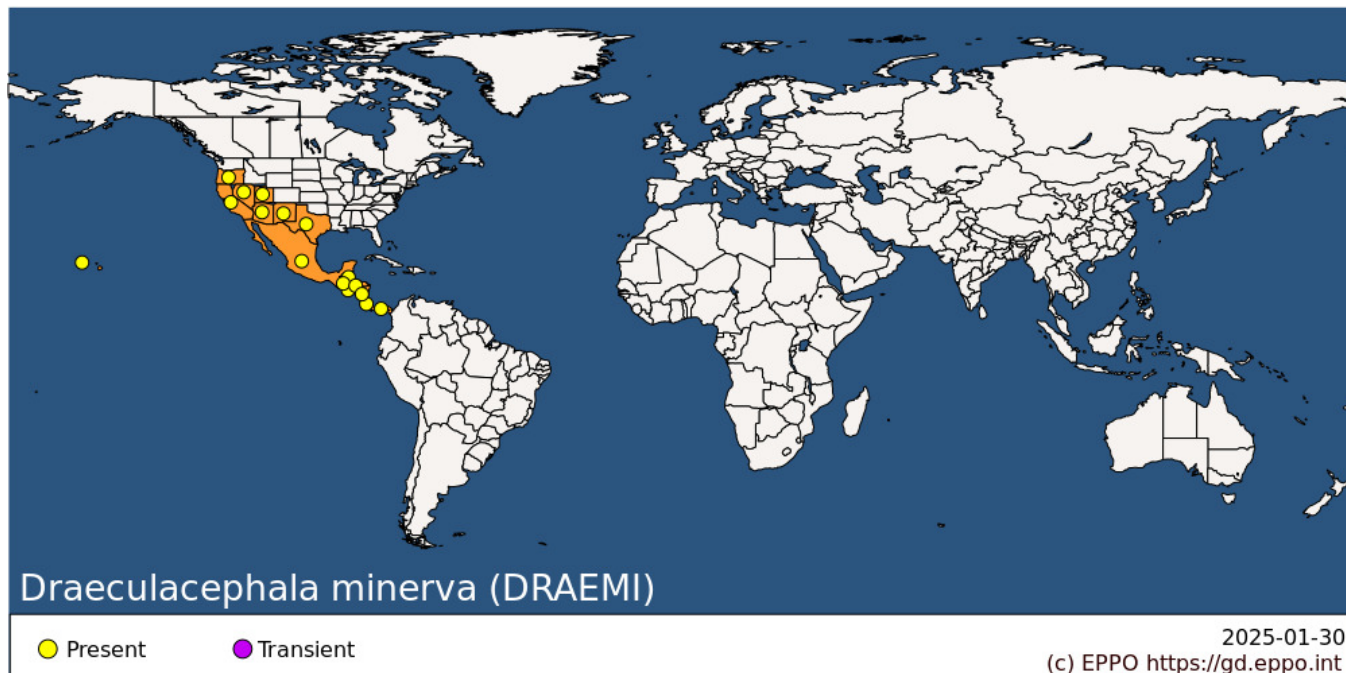 Draeculacephala minerva (DRAEMI)
Present
Transient
2025-01-30
(c) EPPO https://gd.eppo.int